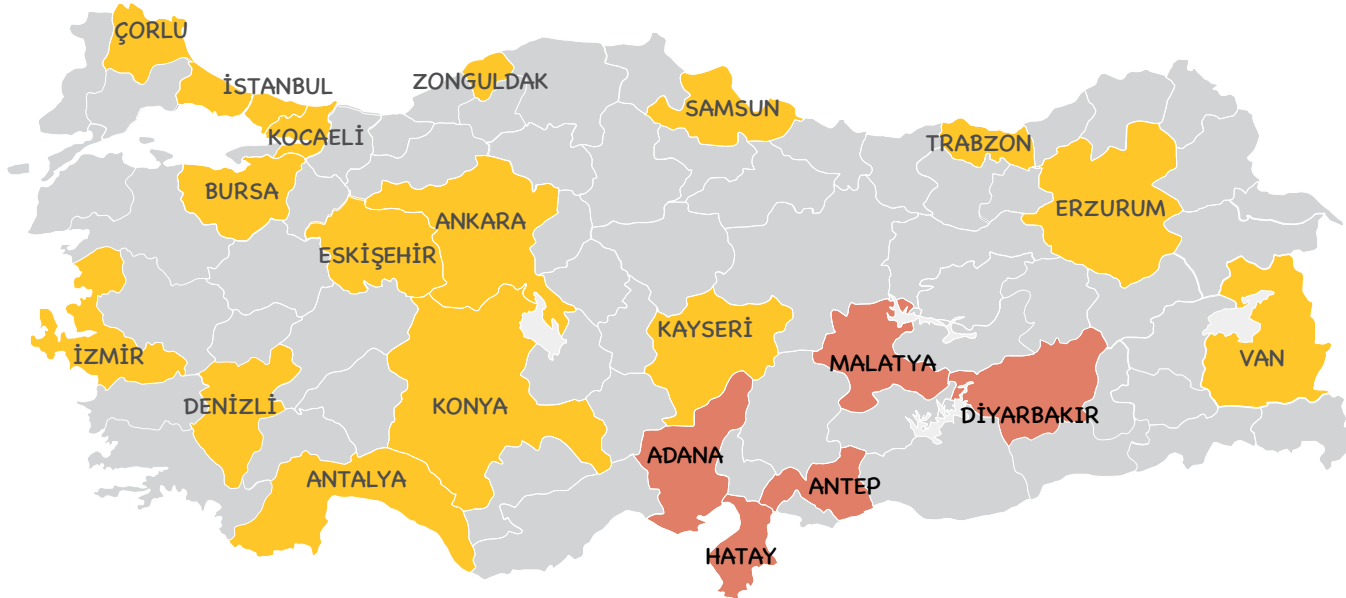 ÇORLU
İSTANBUL
ZONGULDAK
SAMSUN
KOCAELİ
TRABZON
BURSA
ANKARA
ERZURUM
ESKİŞEHİR
KAYSERİ
İZMİR
MALATYA
VAN
DENİZLİ
KONYA
DİYARBAKIR
ADANA
ANTALYA
ANTEP
HATAY